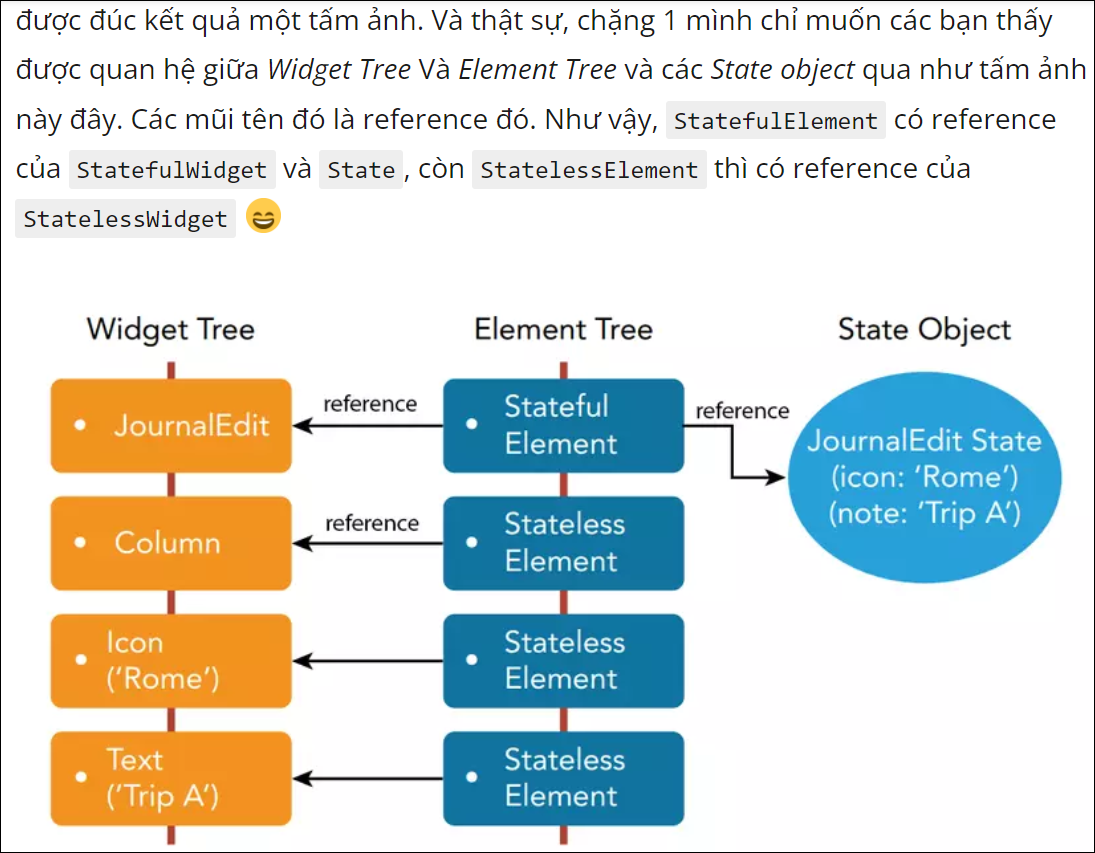 được đúc kết quả một tấm ảnh. Và thật sự, chặng 1 mình chỉ muốn các bạn thấy
được quan hệ giữa Widget Tree Và Element Tree và các State object qua như tấm ảnh
này đây. Các mũi tên đó là reference đó. Như vậy, StatefulElement có reference
của StatefulWidget và State, còn StatelessElement thì có reference của
StatelessWidget 😄
Widget Tree
Element Tree
State Object
• JournalEdit
reference
• Stateful
Element
reference
JournalEdit State
(icon: ‘Rome’)
(note: ‘Trip A’)
• Column
reference
• Stateless
Element
• Icon
(‘Rome’)
• Stateless
Element
• Text
(‘Trip A’)
• Stateless
Element